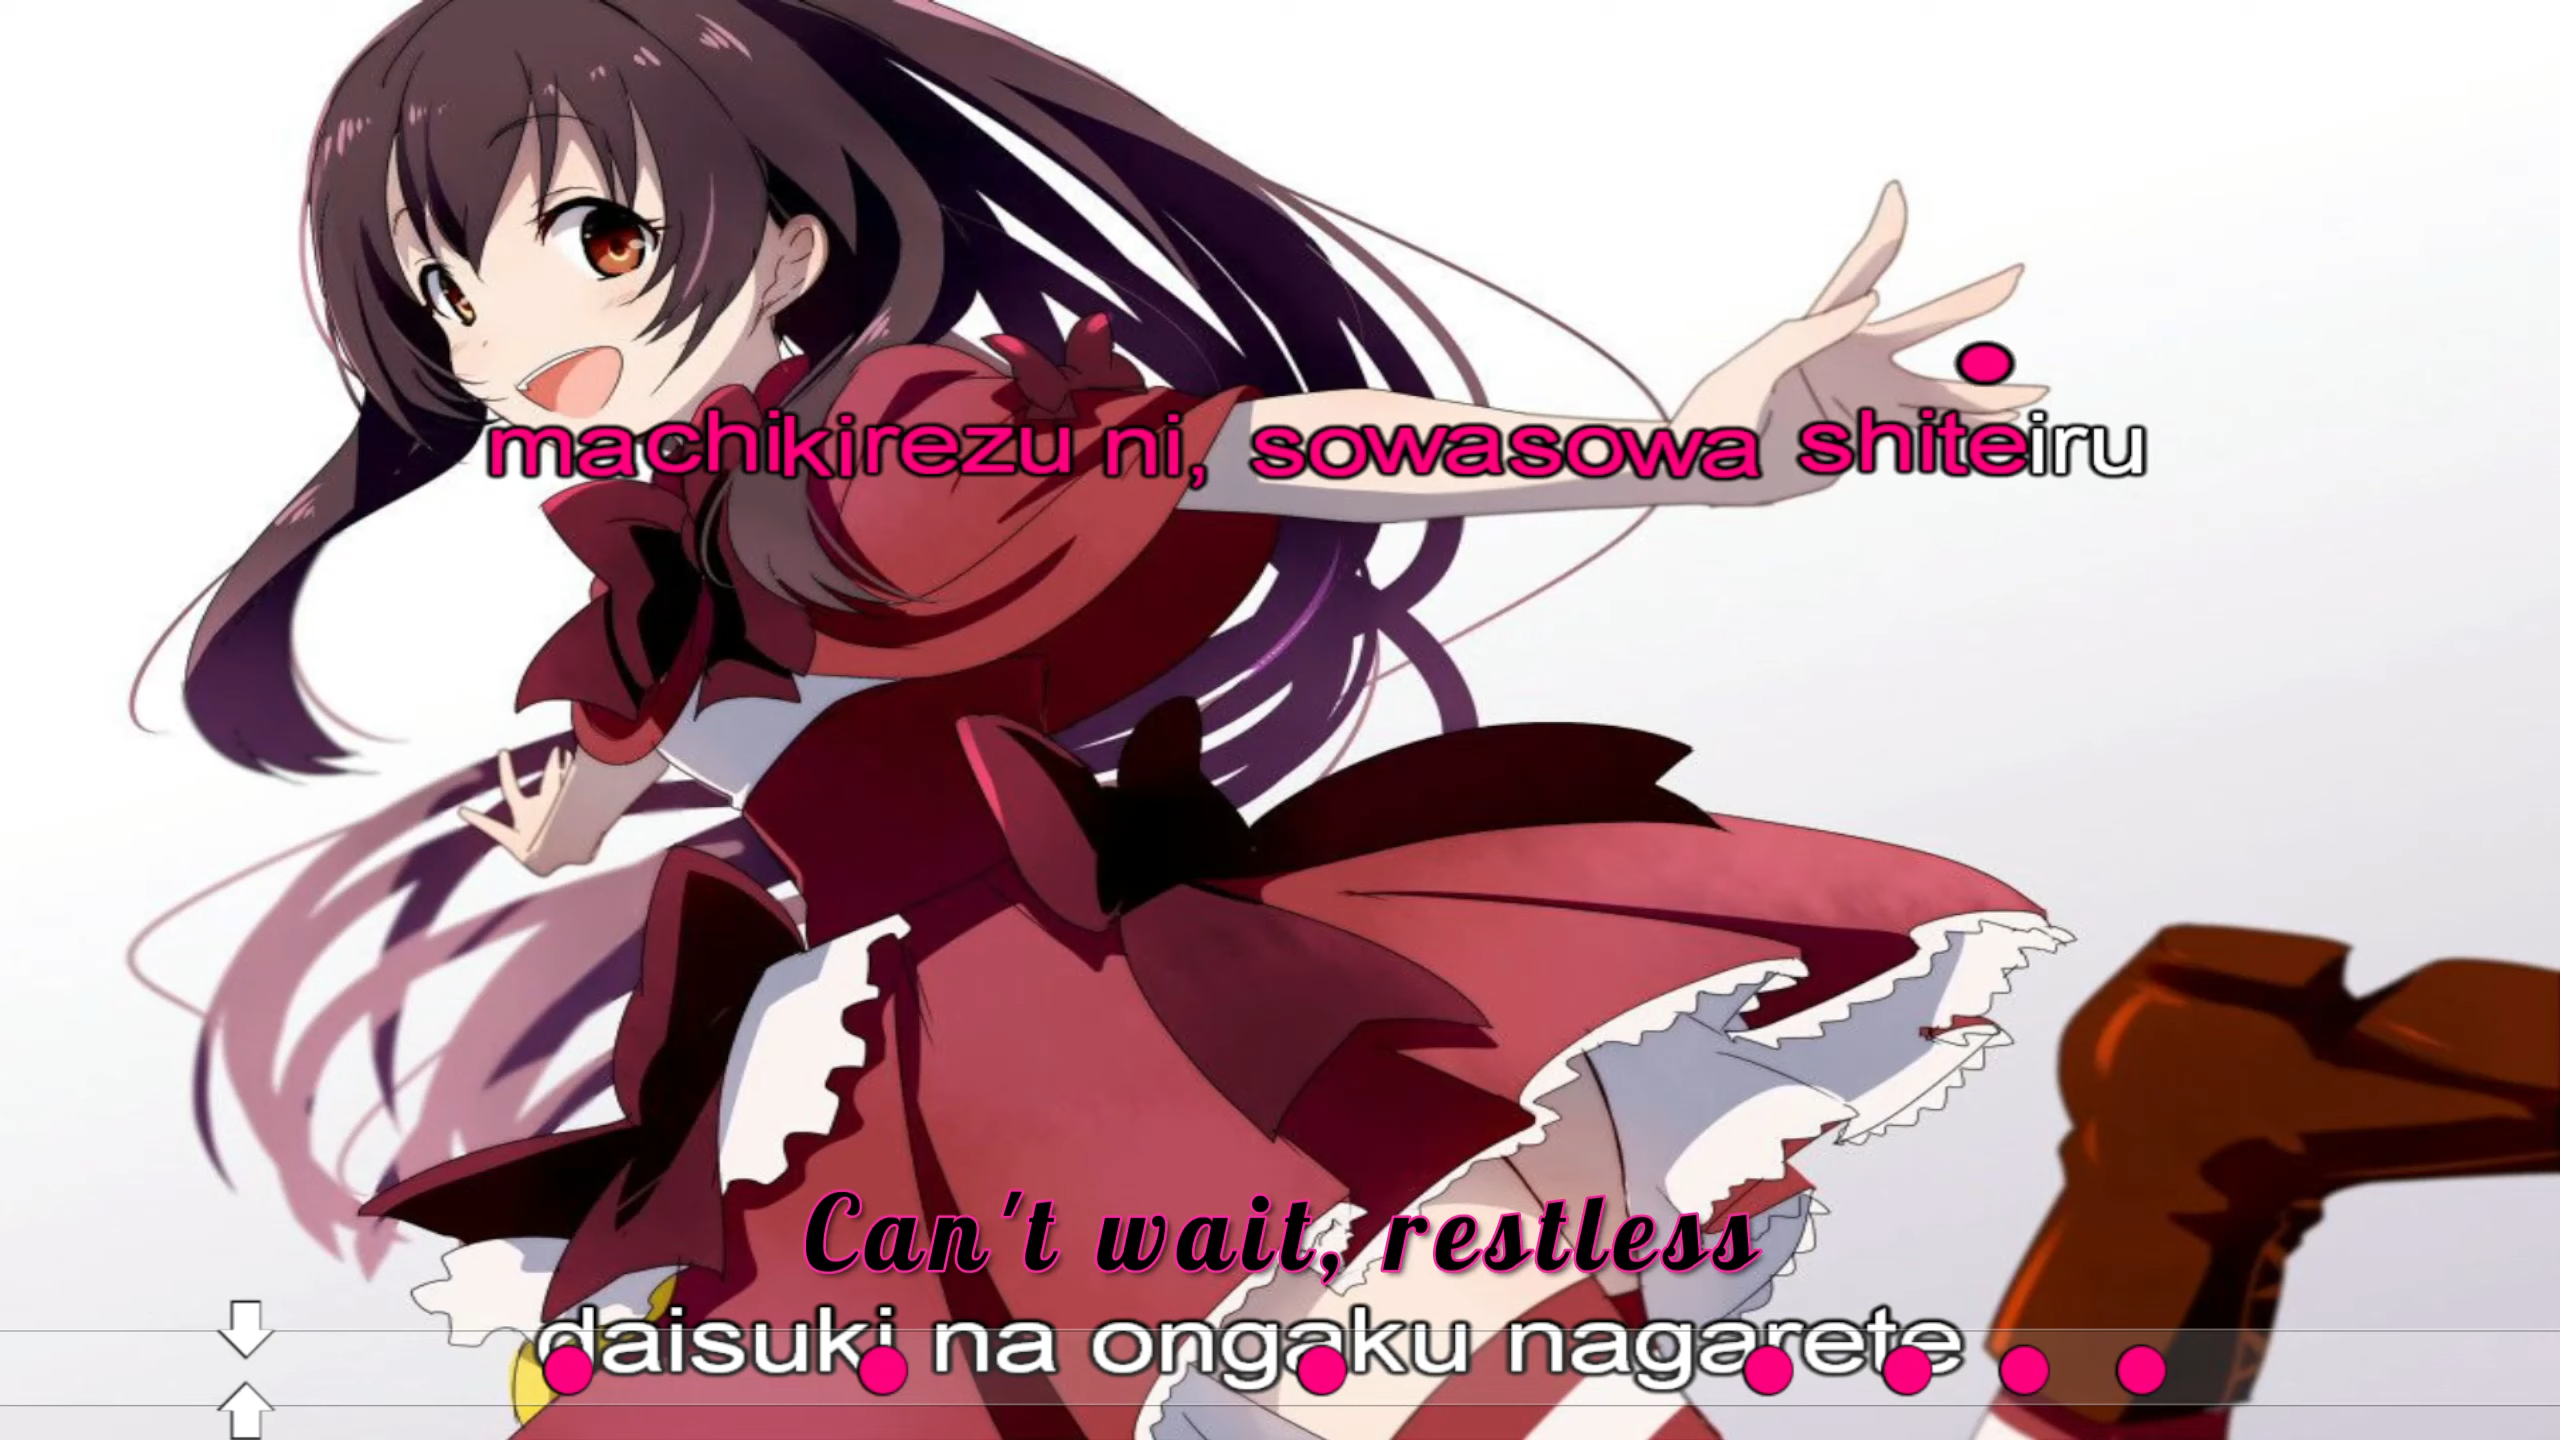 machikirezu ni, sowasowa shiteiru
Can't wait, restless
daisuki na ongaku nagarete